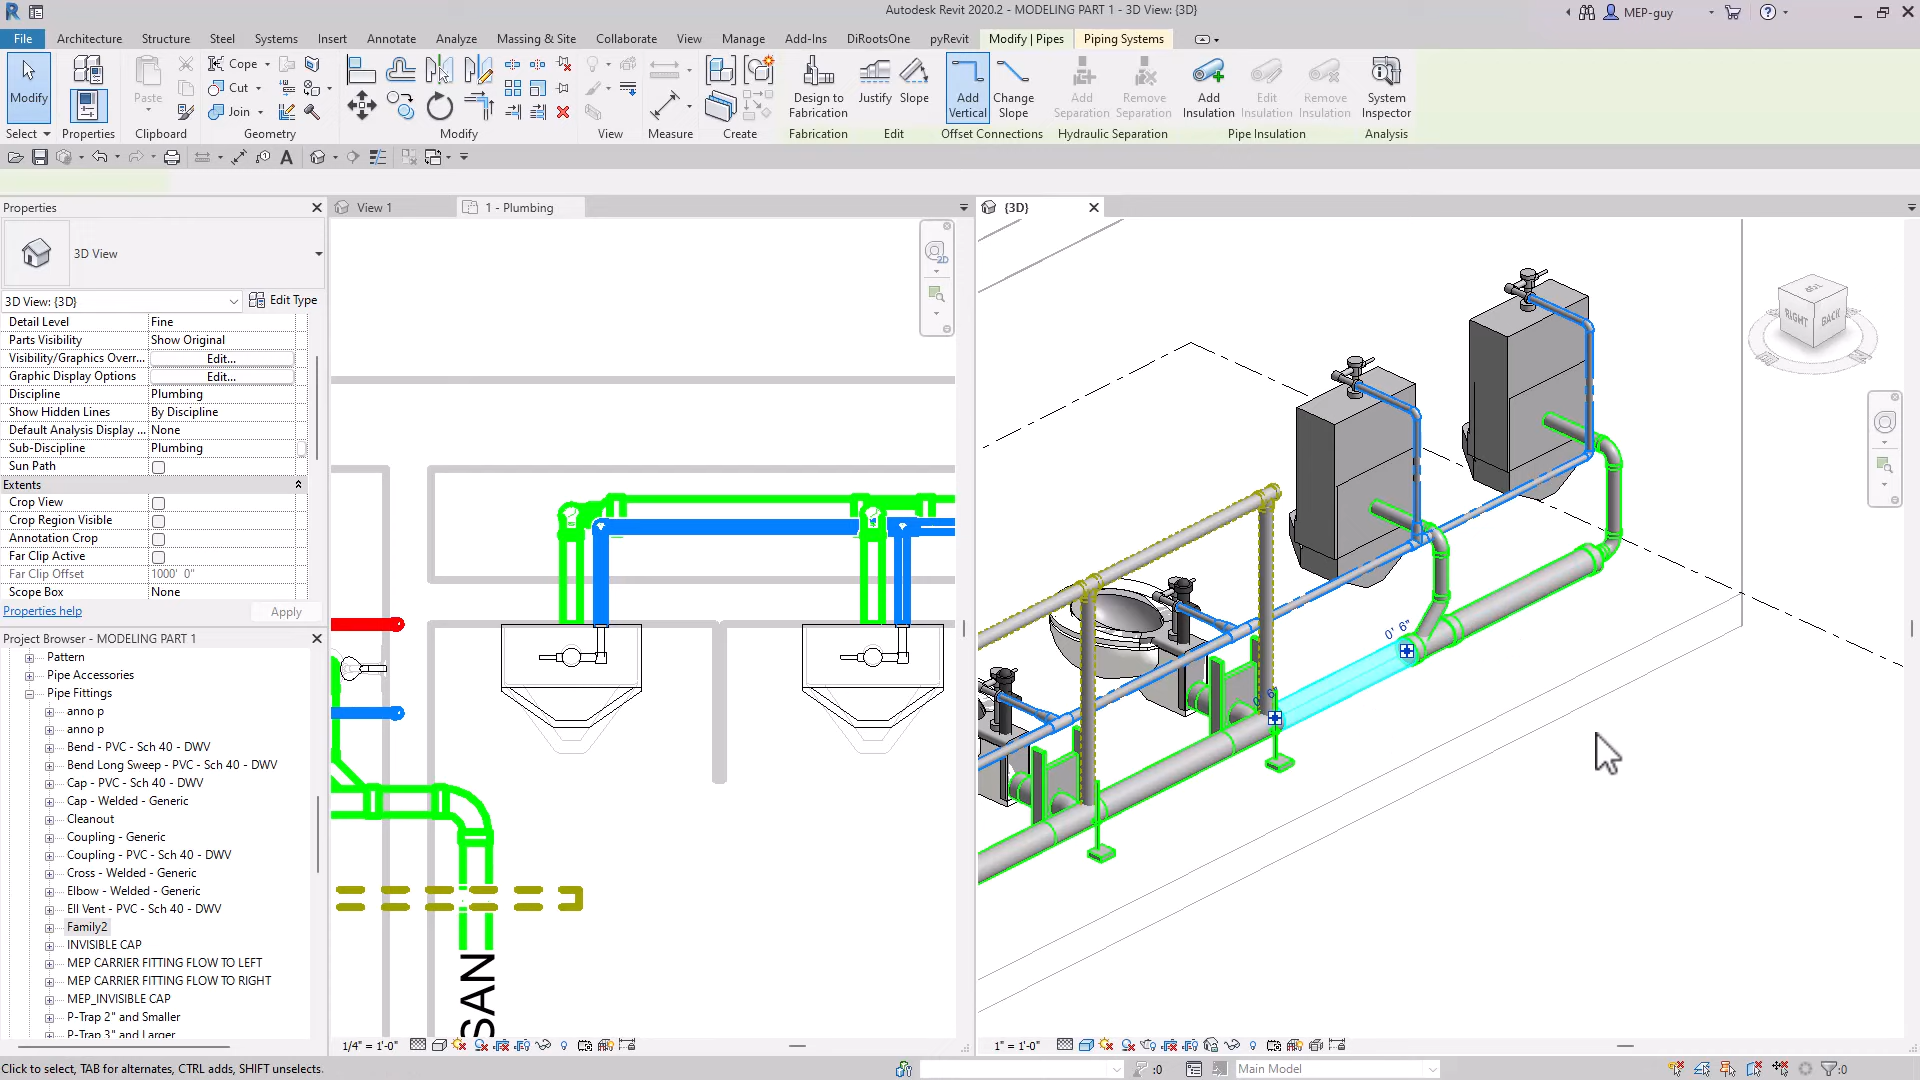 Autodesk Revit 2020.2 - MODELING PART 1 - 3D View: {3D}
MEP-guy
File Architecture Structure Steel Systems Insert Annotate Analyze Massing & Site Collaborate View Manage Add-Ins DiRootsOne pyRevit Modify | Pipes Piping Systems
Modify
Paste
Cope
Cut
Join
Design to Fabrication
Justify
Slope
Add Vertical
Change Slope
Add Separation
Remove Separation
Add Insulation
Edit Insulation
Remove Insulation
System Inspector
Select Properties Clipboard Geometry Modify View Measure Create Fabrication Edit Offset Connections Hydraulic Separation Pipe Insulation Analysis
Properties
View 1
1 - Plumbing
{3D}
3D View
3D View: {3D}
Edit Type
Detail Level Fine
Parts Visibility Show Original
Visibility/Graphics Overr... Edit...
Graphic Display Options Edit...
Discipline Plumbing
Show Hidden Lines By Discipline
Default Analysis Display ... None
Sub-Discipline Plumbing
Sun Path
Extents
Crop View
Crop Region Visible
Annotation Crop
Far Clip Active
Far Clip Offset 1000' 0"
Scope Box None
Properties help
Apply
Project Browser - MODELING PART 1
Pattern
Pipe Accessories
Pipe Fittings
anno p
anno p
Bend - PVC - Sch 40 - DWV
Bend Long Sweep - PVC - Sch 40 - DWV
Cap - PVC - Sch 40 - DWV
Cap - Welded - Generic
Cleanout
Coupling - Generic
Coupling - PVC - Sch 40 - DWV
Cross - Welded - Generic
Elbow - Welded - Generic
Ell Vent - PVC - Sch 40 - DWV
Family2
INVISIBLE CAP
MEP CARRIER FITTING FLOW TO LEFT
MEP CARRIER FITTING FLOW TO RIGHT
MEP_INVISIBLE CAP
P-Trap 2" and Smaller
P-Trap 3" and Larger
2D
SAN
TOP
RIGHT
BACK
0' 6"
1/4" = 1'-0"
1" = 1'-0"
Click to select, TAB for alternates, CTRL adds, SHIFT unselects.
:0
Main Model
:0